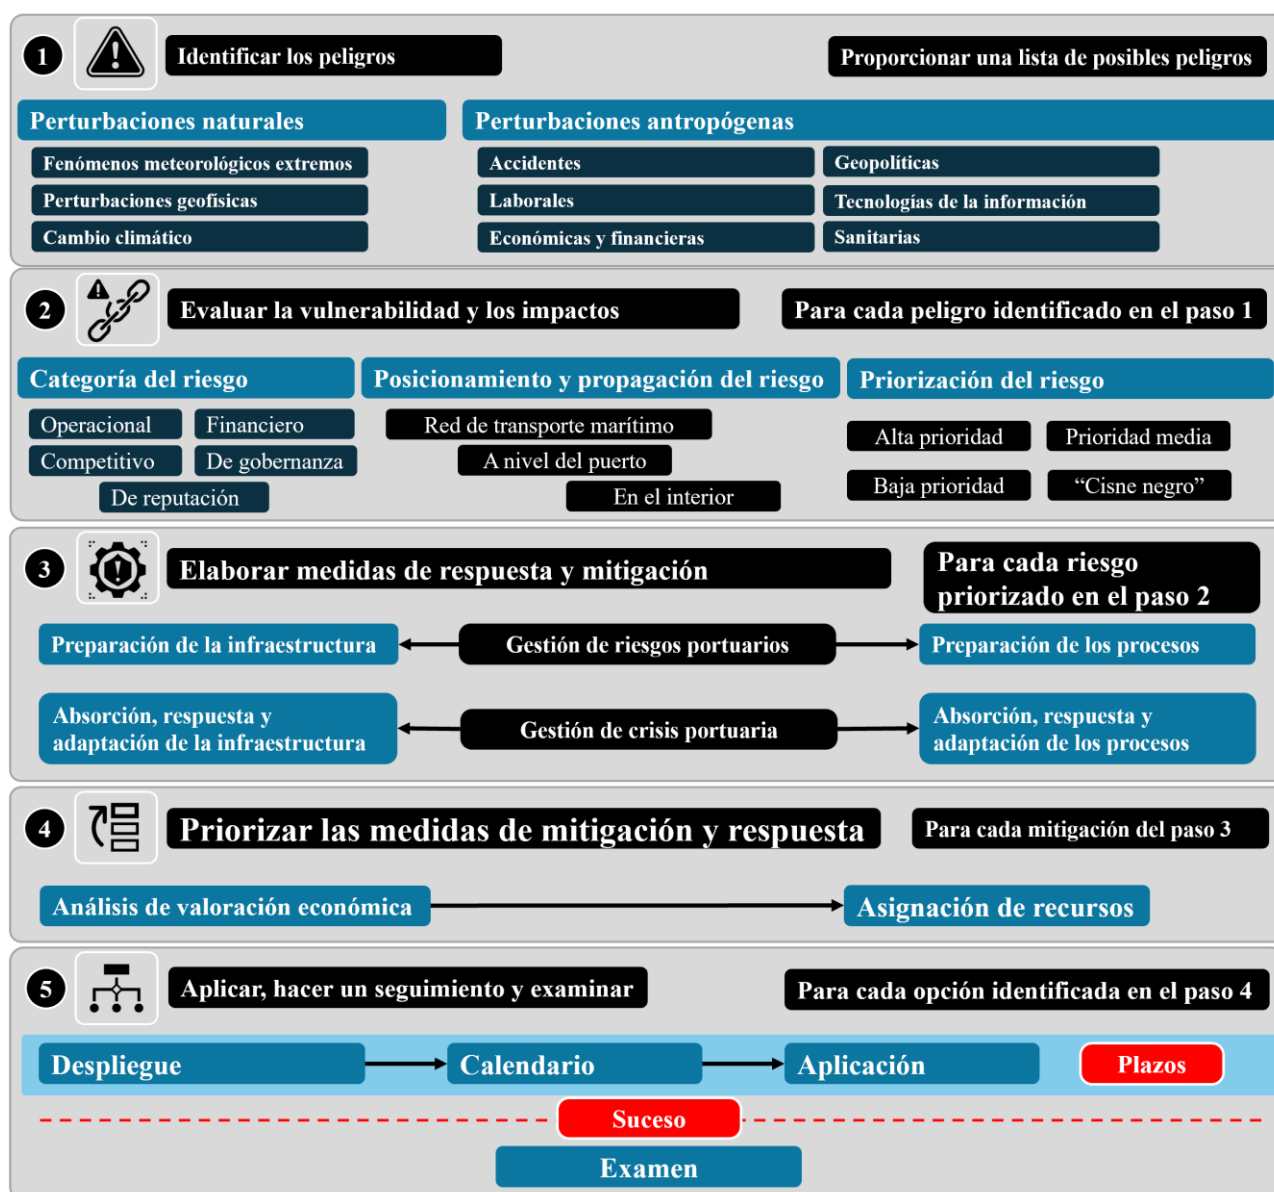 1
Identificar los peligros
Proporcionar una lista de posibles peligros
Perturbaciones naturales
Perturbaciones antropógenas
Fenómenos meteorológicos extremos
Accidentes
Geopolíticas
Perturbaciones geofísicas
Laborales
Tecnologías de la información
Cambio climático
Económicas y financieras
Sanitarias
2
Evaluar la vulnerabilidad y los impactos
Para cada peligro identificado en el paso 1
Categoría del riesgo
Posicionamiento y propagación del riesgo
Priorización del riesgo
Operacional
Financiero
Competitivo
De gobernanza
De reputación
Red de transporte marítimo
A nivel del puerto
En el interior
Alta prioridad
Prioridad media
Baja prioridad
“Cisne negro”
3
Elaborar medidas de respuesta y mitigación
Para cada riesgo
priorizado en el paso 2
Preparación de la infraestructura
Gestión de riesgos portuarios
Preparación de los procesos
Absorción, respuesta y
adaptación de la infraestructura
Gestión de crisis portuaria
Absorción, respuesta y
adaptación de los procesos
4
Priorizar las medidas de mitigación y respuesta
Para cada mitigación del paso 3
Análisis de valoración económica
Asignación de recursos
5
Aplicar, hacer un seguimiento y examinar
Para cada opción identificada en el paso 4
Despliegue
Calendario
Aplicación
Plazos
Suceso
Examen